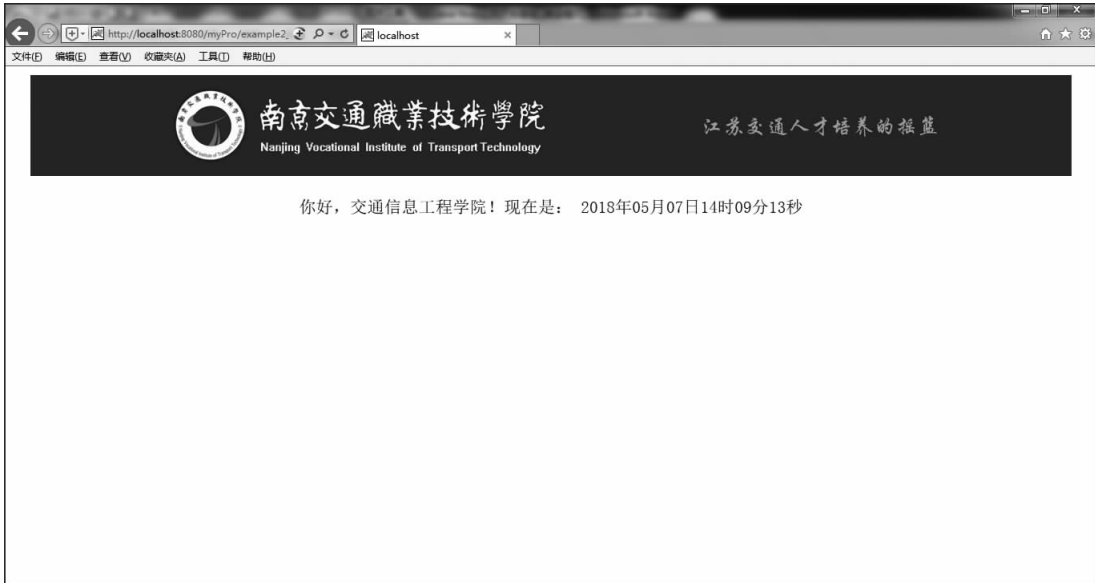 http://localhost:8080/myPro/example2_
localhost
文件(F) 编辑(E) 查看(V) 收藏夹(A) 工具(T) 帮助(H)
南京交通職業技術學院
Nanjing Vocational Institute of Transport Technology
江苏交通人才培养的摇篮
你好，交通信息工程学院！现在是： 2018年05月07日14时09分13秒